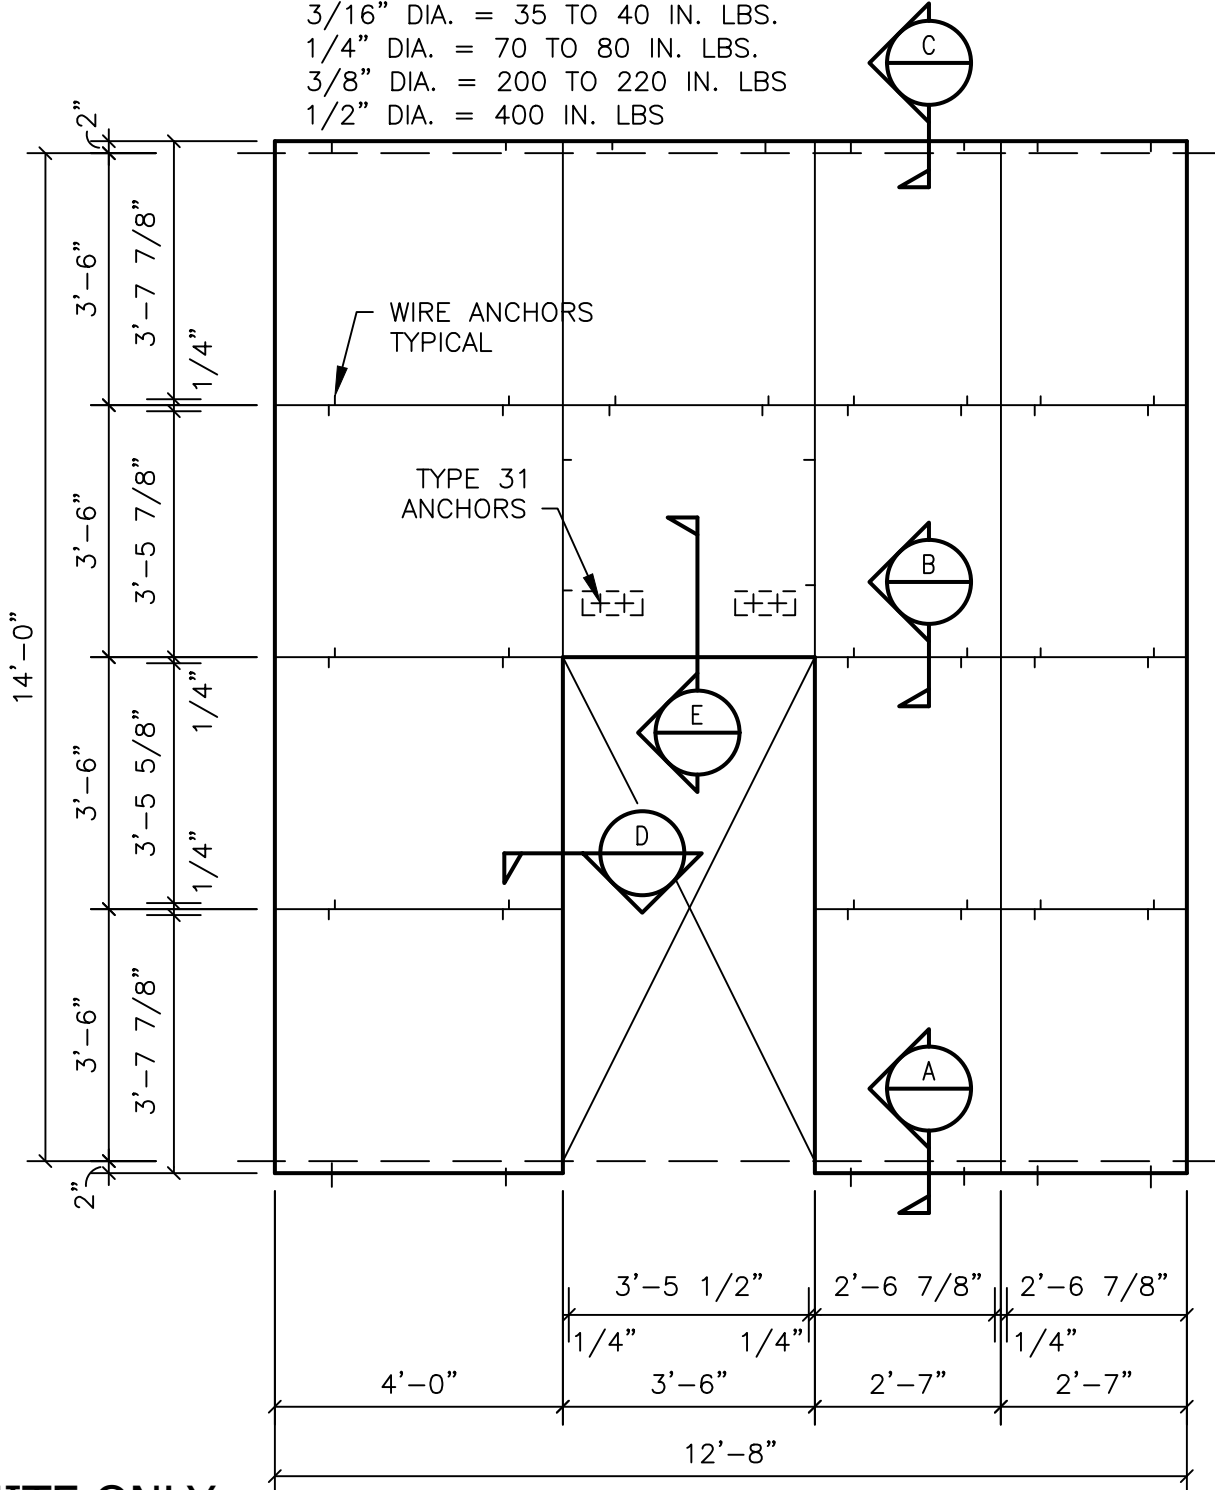 3/16” DIA. = 35 TO 40 IN. LBS.
1/4” DIA. = 70 TO 80 IN. LBS.
3/8” DIA. = 200 TO 220 IN. LBS
1/2” DIA. = 400 IN. LBS
C
2”
3’-6”
3’-7 7/8”
1/4”
WIRE ANCHORS
TYPICAL
3’-6”
3’-5 7/8”
TYPE 31
ANCHORS
B
14’-0”
1/4”
E
3’-6”
3’-5 5/8”
1/4”
D
3’-6”
3’-7 7/8”
A
2”
3’-5 1/2”
2’-6 7/8”
2’-6 7/8”
1/4”
1/4”
1/4”
4’-0”
3’-6”
2’-7”
2’-7”
12’-8”
ONLY